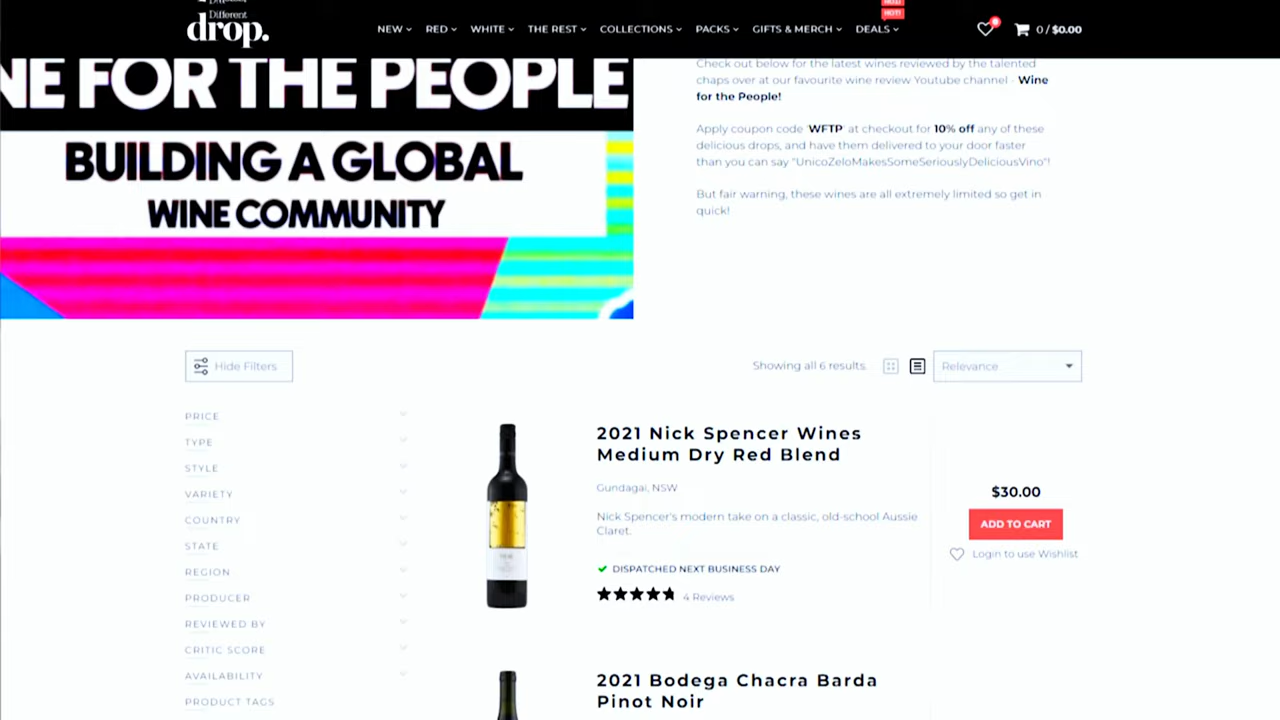 Different
drop.
NEW
RED
WHITE
THE REST
COLLECTIONS
PACKS
GIFTS & MERCH
HOT!
DEALS
0 / $0.00
NE FOR THE PEOPLE
BUILDING A GLOBAL
WINE COMMUNITY
Check out below for the latest wines reviewed by the talented
chaps over at our favourite wine review Youtube channel - Wine
for the People!
Apply coupon code 'WFTP' at checkout for 10% off any of these
delicious drops, and have them delivered to your door faster
than you can say "UnicoZeloMakesSomeSeriouslyDeliciousVino"!
But fair warning, these wines are all extremely limited so get in
quick!
Hide Filters
Showing all 6 results
Relevance
PRICE
TYPE
STYLE
VARIETY
COUNTRY
STATE
REGION
PRODUCER
REVIEWED BY
CRITIC SCORE
AVAILABILITY
PRODUCT TAGS
2021 Nick Spencer Wines
Medium Dry Red Blend
Gundagai, NSW
Nick Spencer's modern take on a classic, old-school Aussie
Claret.
DISPATCHED NEXT BUSINESS DAY
4 Reviews
$30.00
ADD TO CART
Login to use Wishlist
2021 Bodega Chacra Barda
Pinot Noir